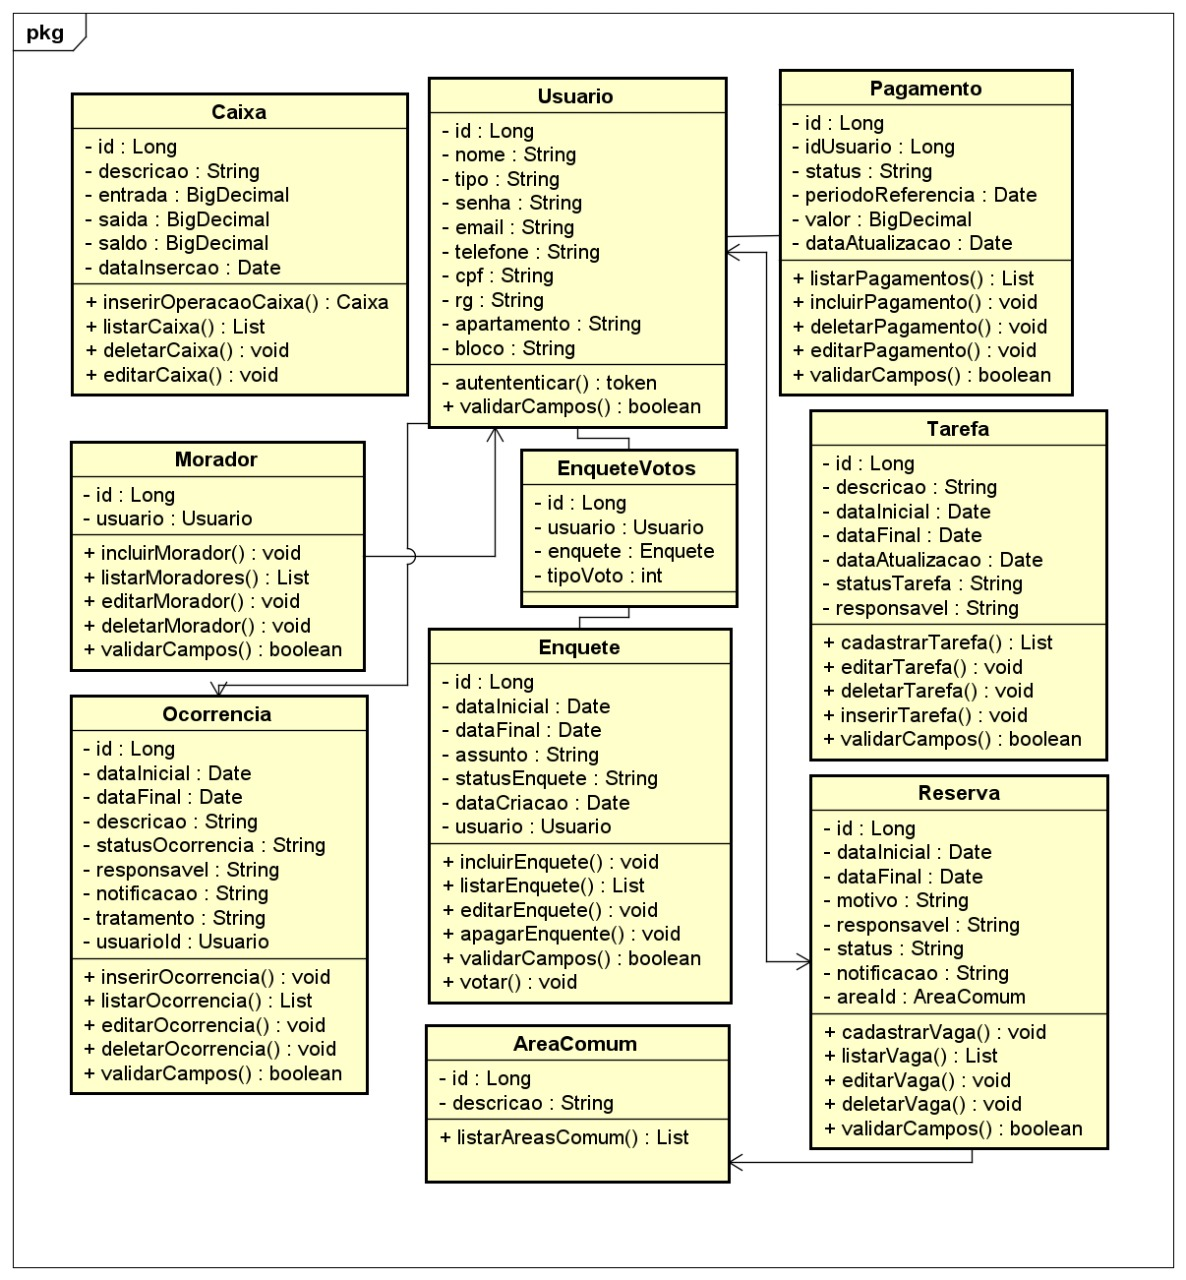 pkg
Caixa
- id : Long
- descricao : String
- entrada : BigDecimal
- saida : BigDecimal
- saldo : BigDecimal
- dataInsercao : Date
+ inserirOperacaoCaixa() : Caixa
+ listarCaixa() : List
+ deletarCaixa() : void
+ editarCaixa() : void
Usuario
- id : Long
- nome : String
- tipo : String
- senha : String
- email : String
- telefone : String
- cpf : String
- rg : String
- apartamento : String
- bloco : String
- autententicar() : token
+ validarCampos() : boolean
Pagamento
- id : Long
- idUsuario : Long
- status : String
- periodoReferencia : Date
- valor : BigDecimal
- dataAtualizacao : Date
+ listarPagamentos() : List
+ incluirPagamento() : void
+ deletarPagamento() : void
+ editarPagamento() : void
+ validarCampos() : boolean
Morador
- id : Long
- usuario : Usuario
+ incluirMorador() : void
+ listarMoradores() : List
+ editarMorador() : void
+ deletarMorador() : void
+ validarCampos() : boolean
EnqueteVotos
- id : Long
- usuario : Usuario
- enquete : Enquete
- tipoVoto : int
Tarefa
- id : Long
- descricao : String
- dataInicial : Date
- dataFinal : Date
- dataAtualizacao : Date
- statusTarefa : String
- responsavel : String
+ cadastrarTarefa() : List
+ editarTarefa() : void
+ deletarTarefa() : void
+ inserirTarefa() : void
+ validarCampos() : boolean
Ocorrencia
- id : Long
- dataInicial : Date
- dataFinal : Date
- descricao : String
- statusOcorrencia : String
- responsavel : String
- notificacao : String
- tratamento : String
- usuarioId : Usuario
+ inserirOcorrencia() : void
+ listarOcorrencia() : List
+ editarOcorrencia() : void
+ deletarOcorrencia() : void
+ validarCampos() : boolean
Enquete
- id : Long
- dataInicial : Date
- dataFinal : Date
- assunto : String
- statusEnquete : String
- dataCriacao : Date
- usuario : Usuario
+ incluirEnquete() : void
+ listarEnquete() : List
+ editarEnquete() : void
+ apagarEnquente() : void
+ validarCampos() : boolean
+ votar() : void
Reserva
- id : Long
- dataInicial : Date
- dataFinal : Date
- motivo : String
- responsavel : String
- status : String
- notificacao : String
- areaId : AreaComum
+ cadastrarVaga() : void
+ listarVaga() : List
+ editarVaga() : void
+ deletarVaga() : void
+ validarCampos() : boolean
AreaComum
- id : Long
- descricao : String
+ listarAreasComum() : List